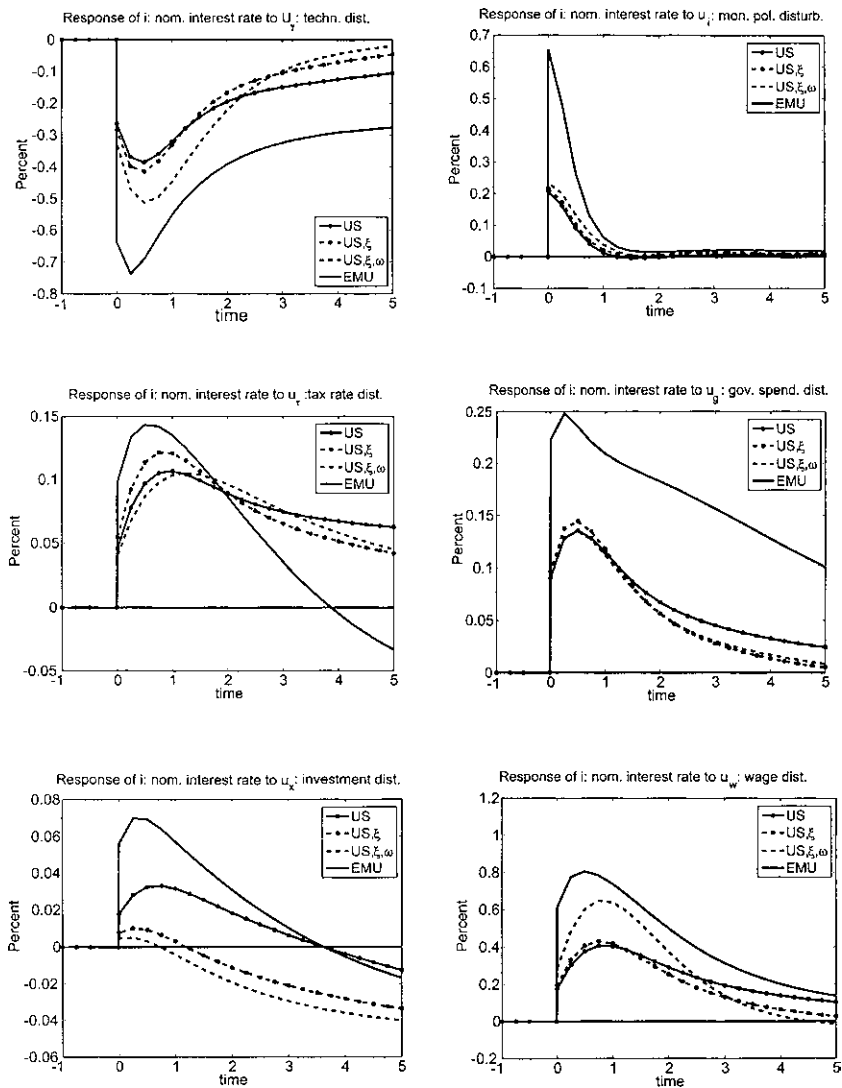 Response of i: nom. interest rate to Uγ: techn. dist.
0
-0.1
-0.2
-0.3
-0.4
-0.5
-0.6
-0.7
-0.8
Percent
US
US,ξ
US,ξ,ω
EMU
-1 0 1 2 3 4 5
time
Response of i: nom. interest rate to ui: mon. pol. disturb.
0.7
0.6
0.5
0.4
0.3
0.2
0.1
0
-0.1
Percent
US
US,ξ
US,ξ,ω
EMU
-1 0 1 2 3 4 5
time
Response of i: nom. interest rate to uτ :tax rate dist.
0.15
0.1
0.05
0
-0.05
Percent
US
US,ξ
US,ξ,ω
EMU
-1 0 1 2 3 4 5
time
Response of i: nom. interest rate to ug: gov. spend. dist.
0.25
0.2
0.15
0.1
0.05
0
Percent
US
US,ξ
US,ξ,ω
EMU
-1 0 1 2 3 4 5
time
Response of i: nom. interest rate to ux: investment dist.
0.08
0.06
0.04
0.02
0
-0.02
-0.04
-0.06
Percent
US
US,ξ
US,ξ,ω
EMU
-1 0 1 2 3 4 5
time
Response of i: nom. interest rate to uw: wage dist.
1.2
1
0.8
0.6
0.4
0.2
0
-0.2
Percent
US
US,ξ
US,ξ,ω
EMU
-1 0 1 2 3 4 5
time